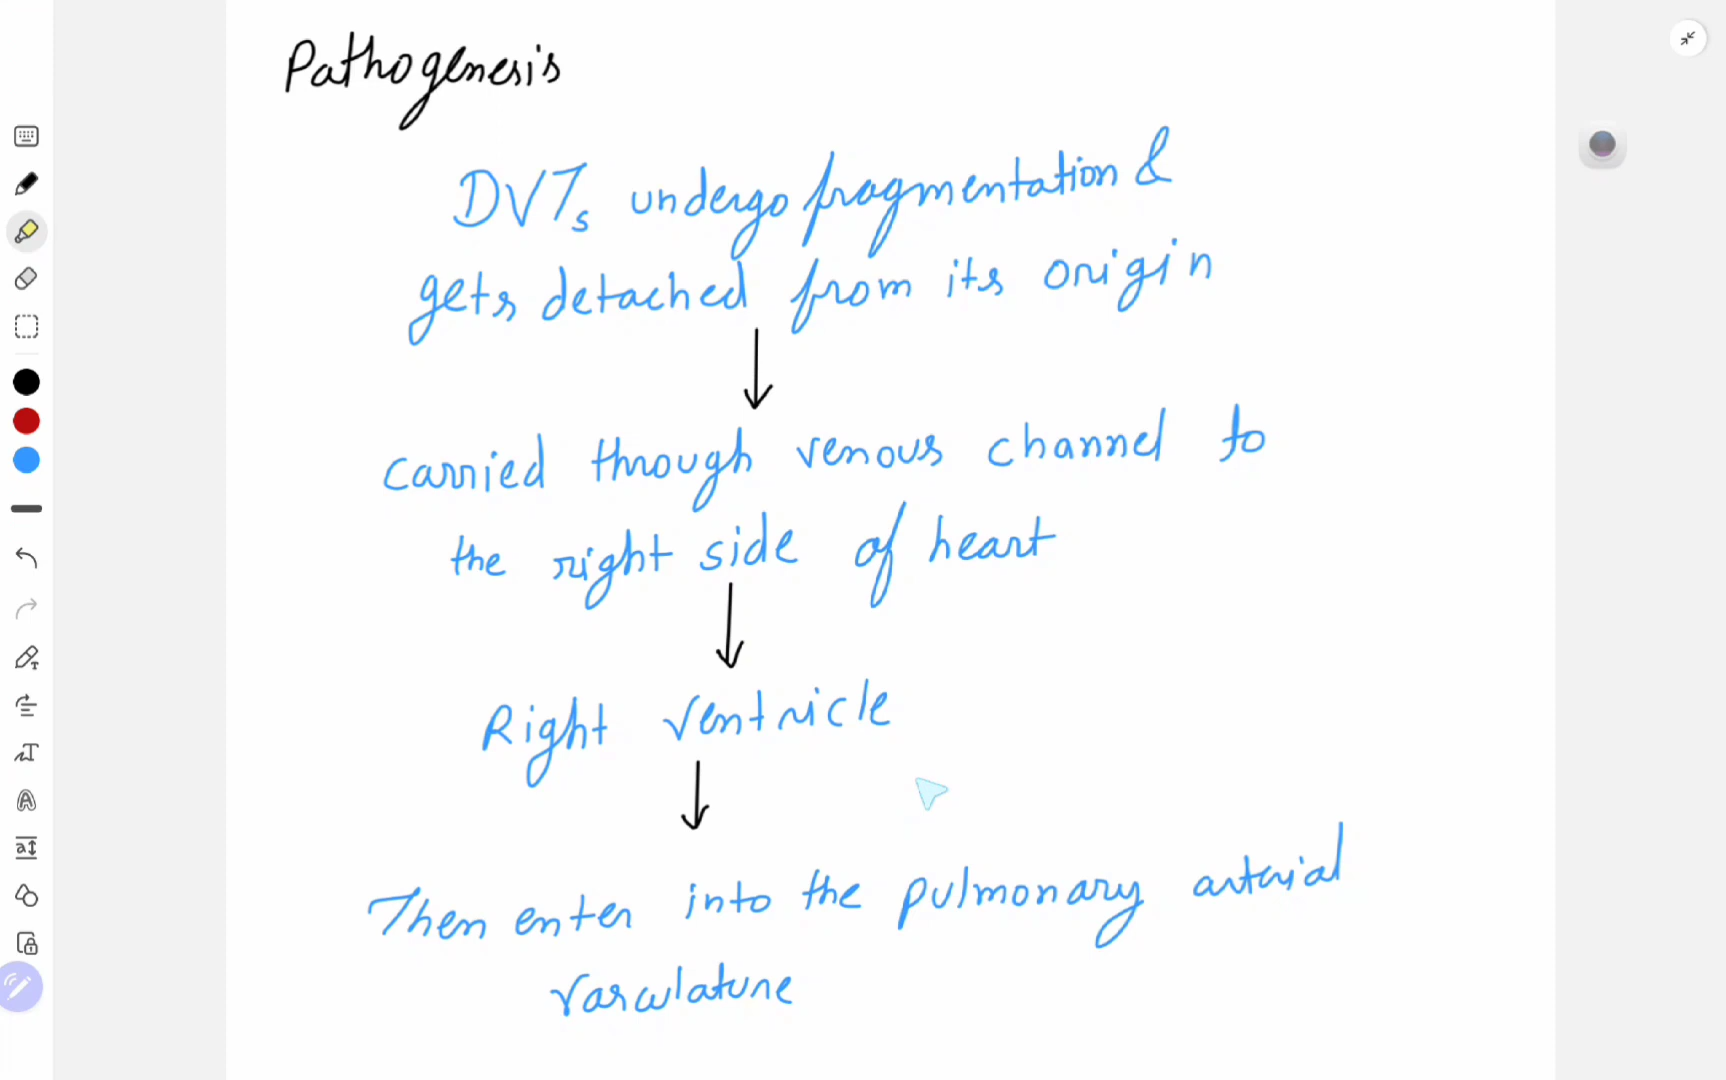 Pathogenesis
DVTs undergo fragmentation &
gets detached from its origin
↓
carried through venous channel to
the right side of heart
↓
Right ventricle
↓
Then enter into the pulmonary arterial
vasculature